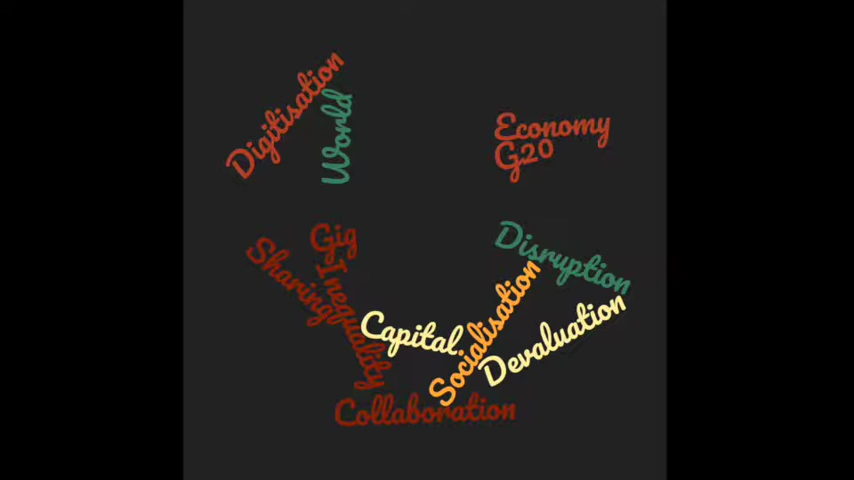 Digitisation
World
Economy
G20
Gig
Sharing
Inequality
Disruption
Socialisation
Capital
Devaluation
Collaboration